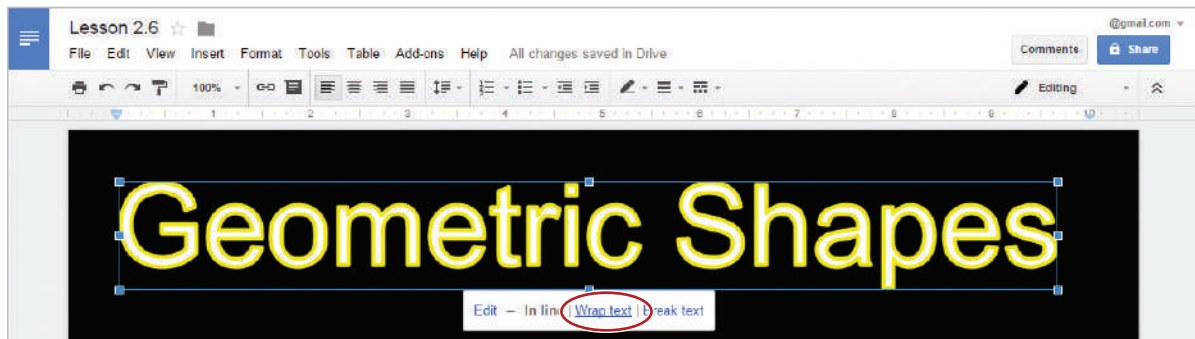 Lesson 2.6
@gmail.com
File Edit View Insert Format Tools Table Add-ons Help All changes saved in Drive
Comments
Share
100%
Editing
1 2 3 4 5 6 7 8 9 10
Geometric Shapes
Edit – In line | Wrap text | Break text